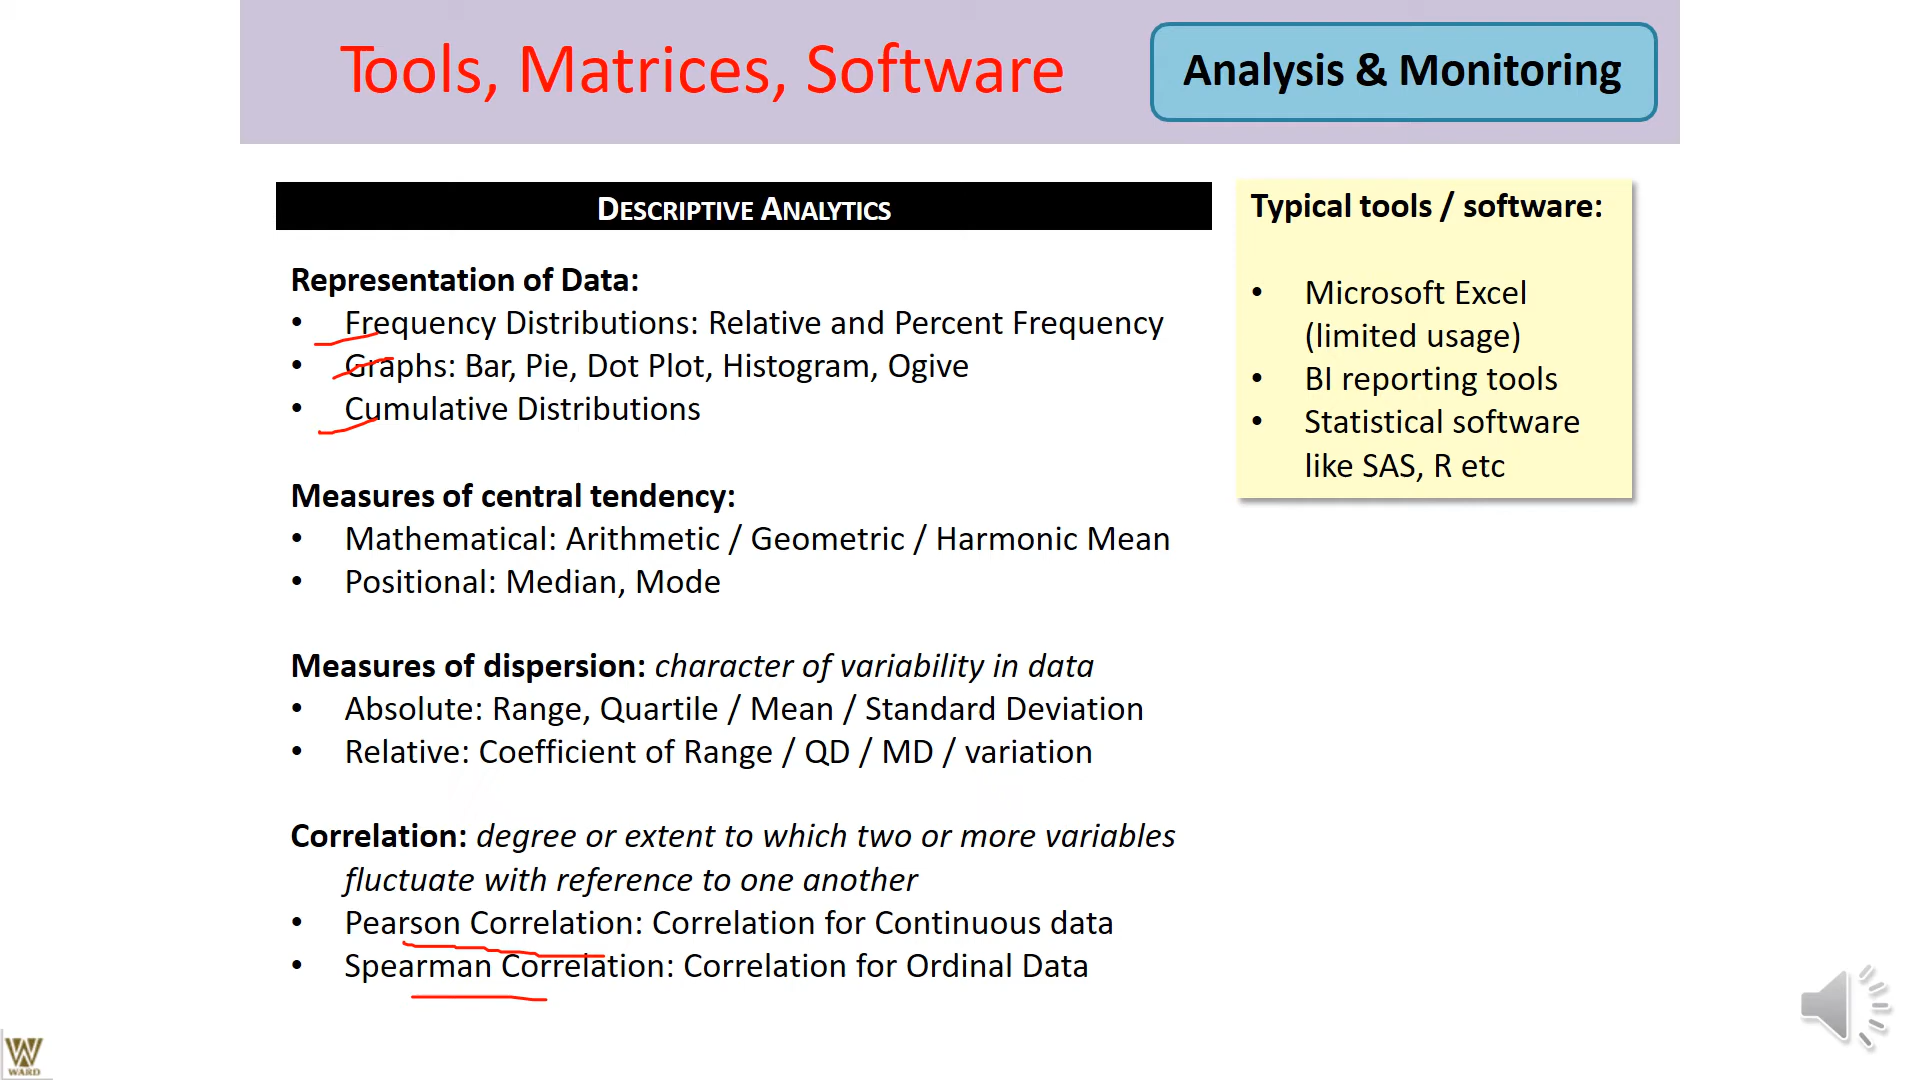 Tools, Matrices, Software
Analysis & Monitoring
DESCRIPTIVE ANALYTICS
Representation of Data:
• Frequency Distributions: Relative and Percent Frequency
• Graphs: Bar, Pie, Dot Plot, Histogram, Ogive
• Cumulative Distributions
Measures of central tendency:
• Mathematical: Arithmetic / Geometric / Harmonic Mean
• Positional: Median, Mode
Measures of dispersion: character of variability in data
• Absolute: Range, Quartile / Mean / Standard Deviation
• Relative: Coefficient of Range / QD / MD / variation
Correlation: degree or extent to which two or more variables
fluctuate with reference to one another
• Pearson Correlation: Correlation for Continuous data
• Spearman Correlation: Correlation for Ordinal Data
Typical tools / software:
• Microsoft Excel
(limited usage)
• BI reporting tools
• Statistical software
like SAS, R etc
WARD